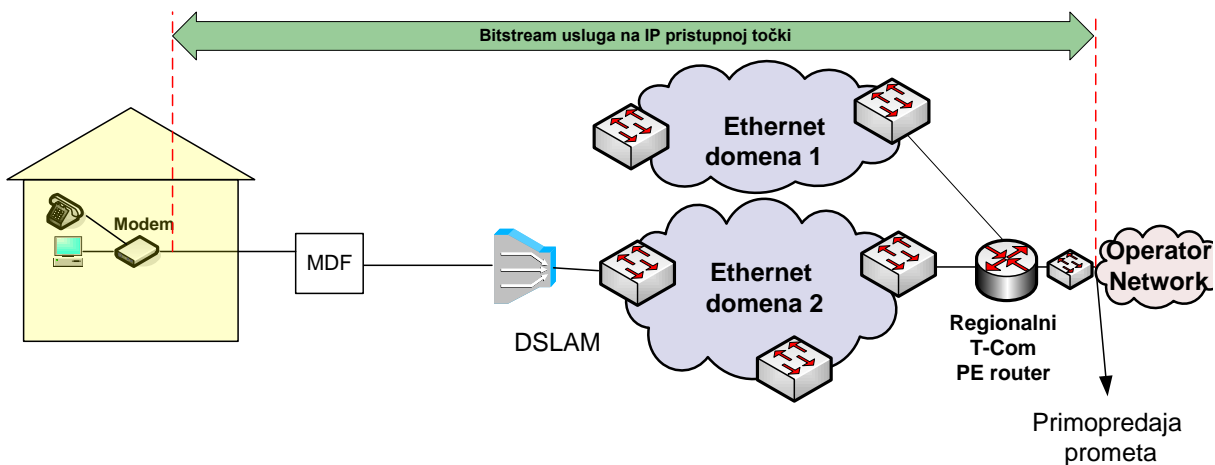 Bitstream usluga na IP pristupnoj točki
Ethernet
domena 1
Modem
MDF
DSLAM
Ethernet
domena 2
Regionalni
T-Com
PE router
Operator
Network
Primopredaja
prometa